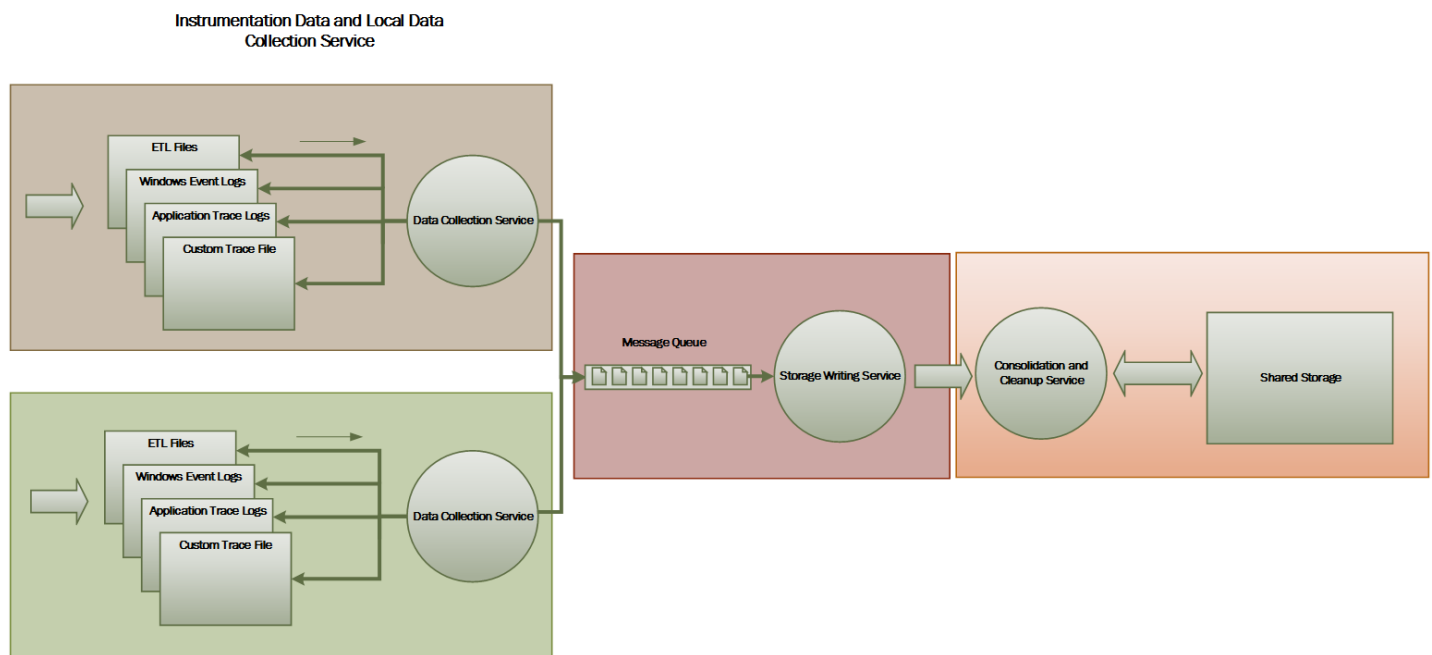 Instrumentation Data and Local Data
Collection Service
ETL Files
Windows Event Logs
Application Trace Logs
Custom Trace File
Data Collection Service
Message Queue
Storage Writing Service
Consolidation and
Cleanup Service
Shared Storage
ETL Files
Windows Event Logs
Application Trace Logs
Custom Trace File
Data Collection Service